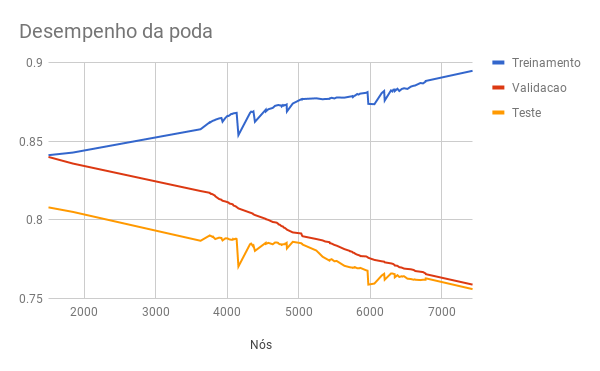 Desempenho da poda
0.9
0.85
0.8
0.75
2000 3000 4000 5000 6000 7000
Nós
Treinamento
Validacao
Teste